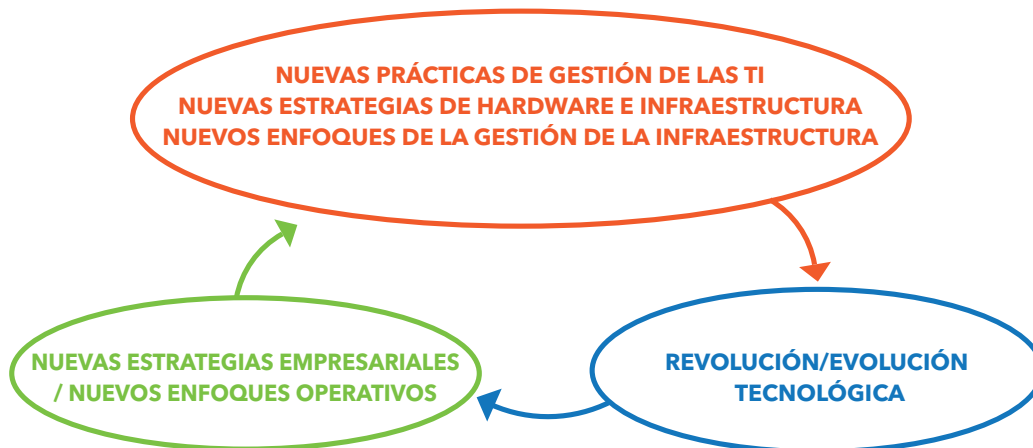 NUEVAS PRÁCTICAS DE GESTIÓN DE LAS TI
NUEVAS ESTRATEGIAS DE HARDWARE E INFRAESTRUCTURA
NUEVOS ENFOQUES DE LA GESTIÓN DE LA INFRAESTRUCTURA
NUEVAS ESTRATEGIAS EMPRESARIALES
/ NUEVOS ENFOQUES OPERATIVOS
REVOLUCIÓN/EVOLUCIÓN
TECNOLÓGICA